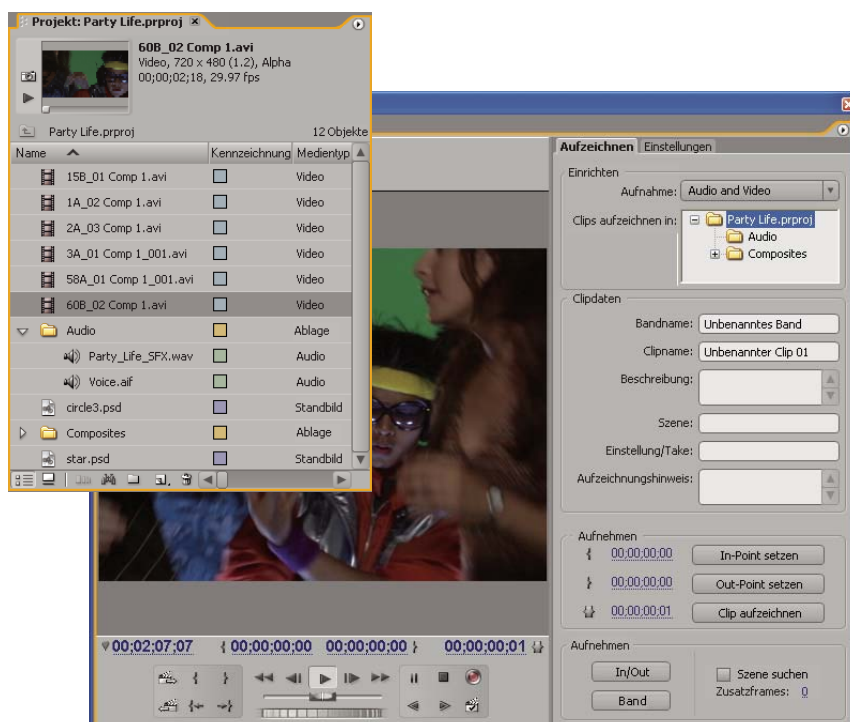 Projekt: Party Life.prproj
60B_02 Comp 1.avi
Video, 720 x 480 (1.2), Alpha
00;00;02;18, 29.97 fps
Party Life.prproj 12 Objekte
Name Kennzeichnung Medientyp
15B_01 Comp 1.avi Video
1A_02 Comp 1.avi Video
2A_03 Comp 1.avi Video
3A_01 Comp 1_001.avi Video
58A_01 Comp 1_001.avi Video
60B_02 Comp 1.avi Video
Audio Ablage
Party_Life_SFX.wav Audio
Voice.aif Audio
circle3.psd Standbild
Composites Ablage
star.psd Standbild
Aufzeichnen Einstellungen
Einrichten
Aufnahme: Audio and Video
Clips aufzeichnen in: Party Life.prproj
Audio
Composites
Clipdaten
Bandname: Unbenanntes Band
Clipname: Unbenannter Clip 01
Beschreibung:
Szene:
Einstellung/Take:
Aufzeichnungshinweis:
Aufnehmen
00;00;00;00 In-Point setzen
00;00;00;00 Out-Point setzen
00;00;00;01 Clip aufzeichnen
00;02;07;07 { 00;00;00;00 00;00;00;00 } 00;00;00;01
Aufnehmen
In/Out Szene suchen
Band Zusatzframes: 0